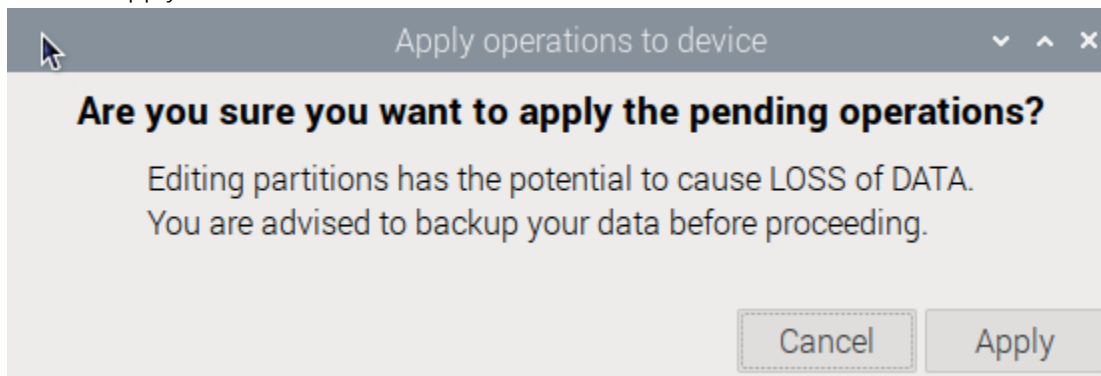 Apply operations to device
Are you sure you want to apply the pending operations?
Editing partitions has the potential to cause LOSS of DATA.
You are advised to backup your data before proceeding.
Cancel Apply